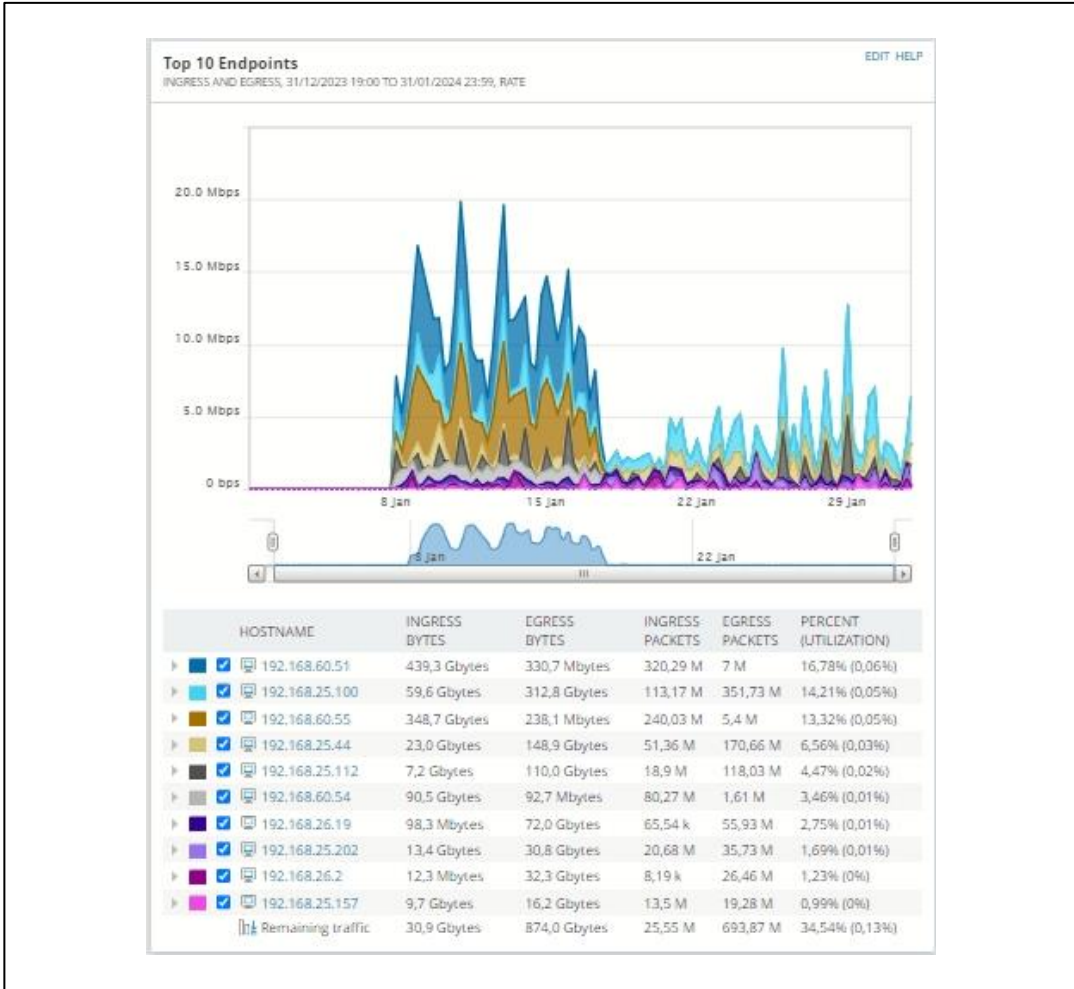 Top 10 Endpoints
EDIT HELP
INGRESS AND EGRESS, 31/12/2023 19:00 TO 31/01/2024 23:59, RATE
20.0 Mbps
15.0 Mbps
10.0 Mbps
5.0 Mbps
0 bps
8 Jan 15 Jan 22 Jan 29 Jan
8 Jan 22 Jan
HOSTNAME INGRESS BYTES EGRESS BYTES INGRESS PACKETS EGRESS PACKETS PERCENT (UTILIZATION)
192.168.60.51 439,3 Gbytes 330,7 Mbytes 320,29 M 7 M 16,78% (0,06%)
192.168.25.100 59,6 Gbytes 312,8 Gbytes 113,17 M 351,73 M 14,21% (0,05%)
192.168.60.55 348,7 Gbytes 238,1 Mbytes 240,03 M 5,4 M 13,32% (0,05%)
192.168.25.44 23,0 Gbytes 148,9 Gbytes 51,36 M 170,66 M 6,56% (0,03%)
192.168.25.112 7,2 Gbytes 110,0 Gbytes 18,9 M 118,03 M 4,47% (0,02%)
192.168.60.54 90,5 Gbytes 92,7 Mbytes 80,27 M 1,61 M 3,46% (0,01%)
192.168.26.19 98,3 Mbytes 72,0 Gbytes 65,54 k 55,93 M 2,75% (0,01%)
192.168.25.202 13,4 Gbytes 30,8 Gbytes 20,68 M 35,73 M 1,69% (0,01%)
192.168.26.2 12,3 Mbytes 32,3 Gbytes 8,19 k 26,46 M 1,23% (0%)
192.168.25.157 9,7 Gbytes 16,2 Gbytes 13,5 M 19,28 M 0,99% (0%)
Remaining traffic 30,9 Gbytes 874,0 Gbytes 25,55 M 693,87 M 34,54% (0,13%)